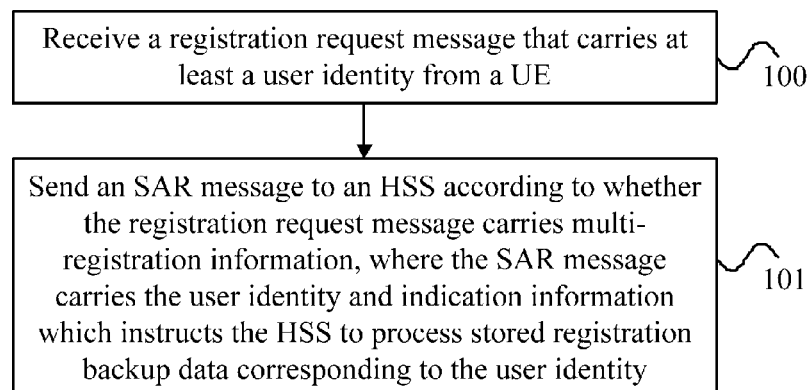 Receive a registration request message that carries at
least a user identity from a UE
100
Send an SAR message to an HSS according to whether
the registration request message carries multi-
registration information, where the SAR message
carries the user identity and indication information
which instructs the HSS to process stored registration
backup data corresponding to the user identity
101